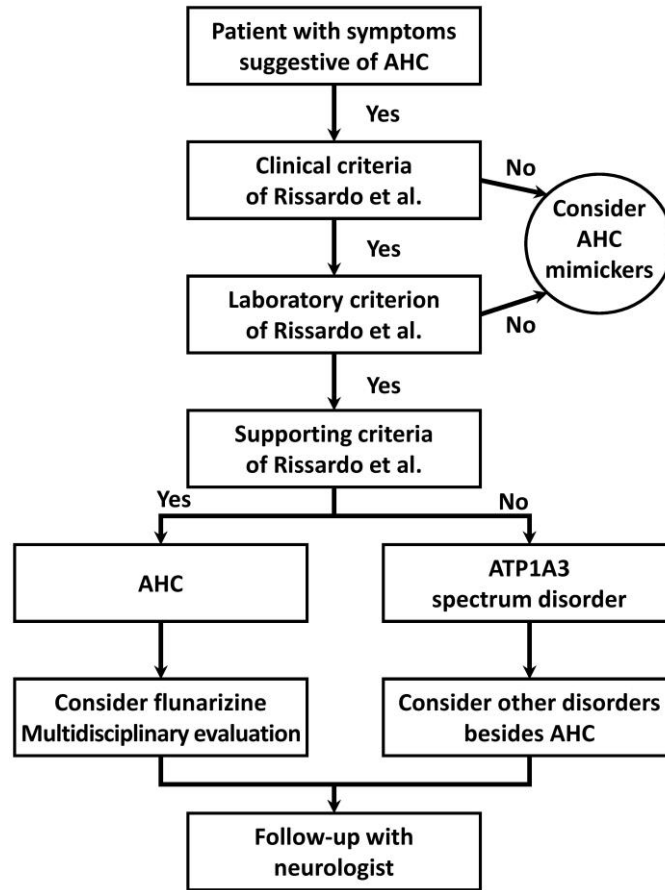 Patient with symptoms
suggestive of AHC
Yes
Clinical criteria
of Rissardo et al.
No
Consider
AHC
mimickers
Yes
Laboratory criterion
of Rissardo et al.
No
Yes
Supporting criteria
of Rissardo et al.
Yes
No
AHC
ATP1A3
spectrum disorder
Consider flunarizine
Multidisciplinary evaluation
Consider other disorders
besides AHC
Follow-up with
neurologist